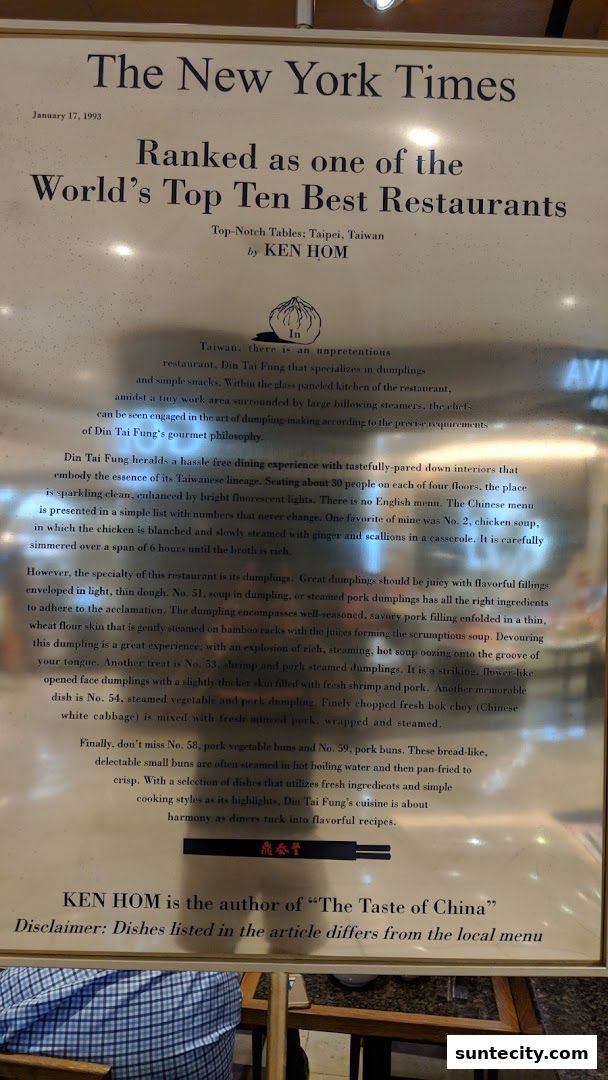 The New York Times
January 17, 1993
Ranked as one of the
World's Top Ten Best Restaurants
Top-Notch Tables; Taipei, Taiwan
by KEN HOM
In
Taiwan, there is an unpretentious
restaurant, Din Tai Fung that specializes in dumplings
and simple snacks. Within the glass paneled kitchen of the restaurant,
amidst a tiny work area surrounded by large billowing steamers, the chefs
can be seen engaged in the art of dumpling-making according to the precise requirements
of Din Tai Fung's gourmet philosophy.
Din Tai Fung heralds a hassle free dining experience with tastefully-pared down interiors that
embody the essence of its Taiwanese lineage. Seating about 30 people on each of four floors, the place
is sparkling clean, enhanced by bright fluorescent lights. There is no English menu. The Chinese menu
is presented in a simple list with numbers that never change. One favorite of mine was No. 2, chicken soup,
in which the chicken is blanched and slowly steamed with ginger and scallions in a casserole. It is carefully
simmered over a span of 6 hours until the broth is rich.
However, the specialty of this restaurant is its dumplings. Great dumplings should be juicy with flavorful fillings
enveloped in light, thin dough. No. 51, soup in dumpling, or steamed pork dumplings has all the right ingredients
to adhere to the acclamation. The dumpling encompasses well-seasoned, savory pork filling enfolded in a thin,
wheat flour skin that is gently steamed on bamboo racks with the juices forming the scrumptious soup. Devouring
this dumpling is a great experience, with an explosion of rich, steaming, hot soup oozing onto the groove of
your tongue. Another treat is No. 53, shrimp and pork steamed dumplings. It is a striking, flower-like
opened face dumplings with a slightly thicker skin filled with fresh shrimp and pork. Another memorable
dish is No. 54, steamed vegetable and pork dumpling. Finely chopped fresh bok choy (Chinese
white cabbage) is mixed with fresh minced pork, wrapped and steamed.
Finally, don't miss No. 58, pork vegetable buns and No. 59, pork buns. These bread-like,
delectable small buns are often steamed in hot boiling water and then pan-fried to
crisp. With a selection of dishes that utilizes fresh ingredients and simple
cooking styles as its highlights, Din Tai Fung's cuisine is about
harmony as diners tuck into flavorful recipes.
鼎泰豐
KEN HOM is the author of "The Taste of China"
Disclaimer: Dishes listed in the article differs from the local menu
AVI
suntecity.com